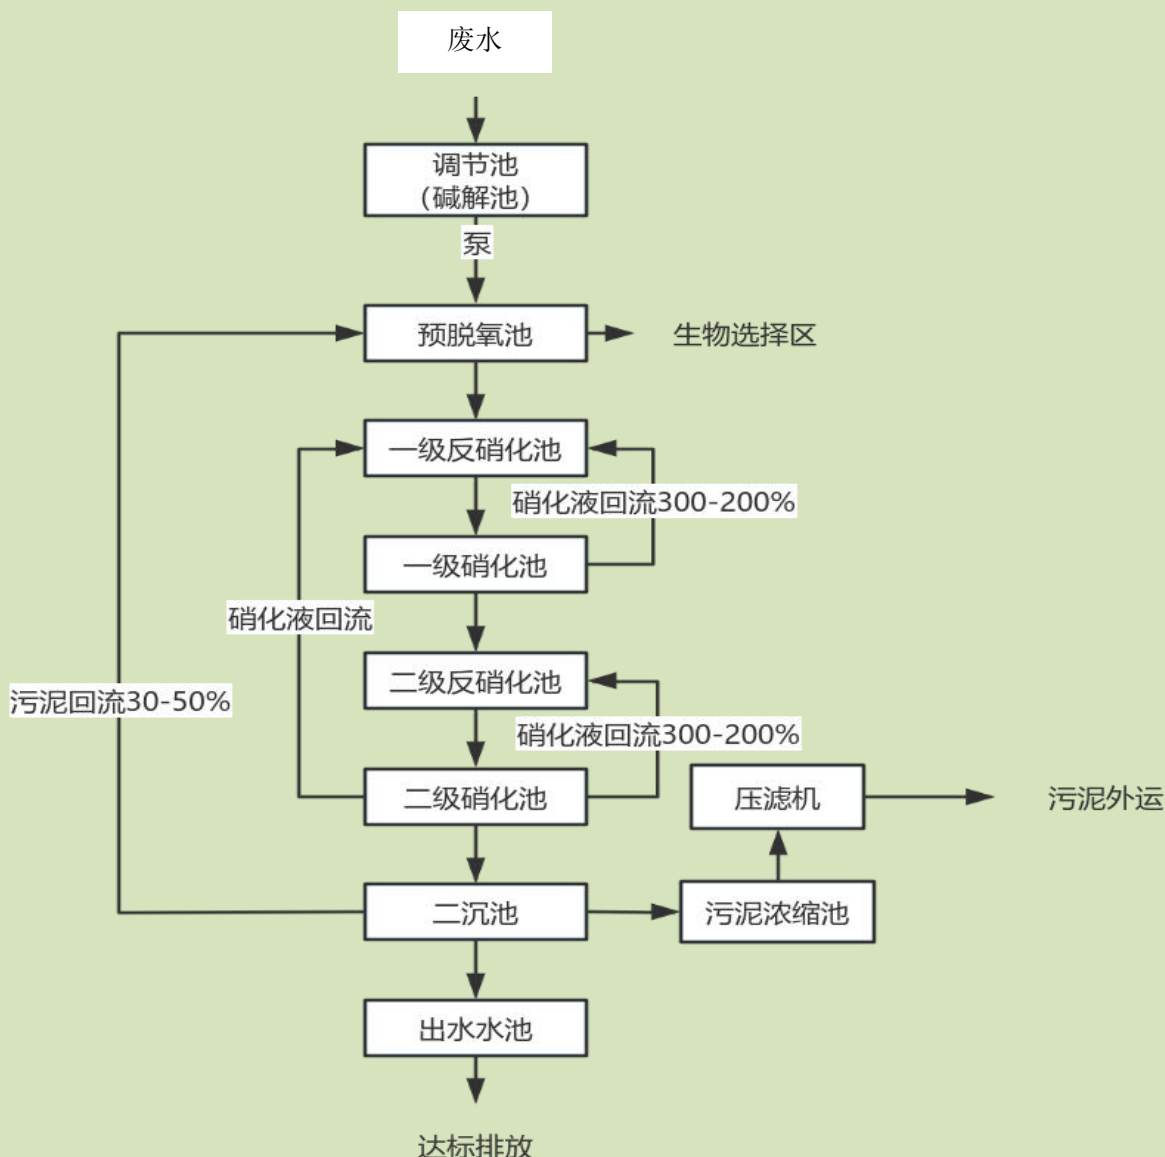 废水
调节池
（碱解池）
泵
预脱氧池
生物选择区
一级反硝化池
硝化液回流300-200%
一级硝化池
硝化液回流
二级反硝化池
污泥回流30-50%
硝化液回流300-200%
二级硝化池
压滤机
污泥外运
二沉池
污泥浓缩池
出水水池
达标排放